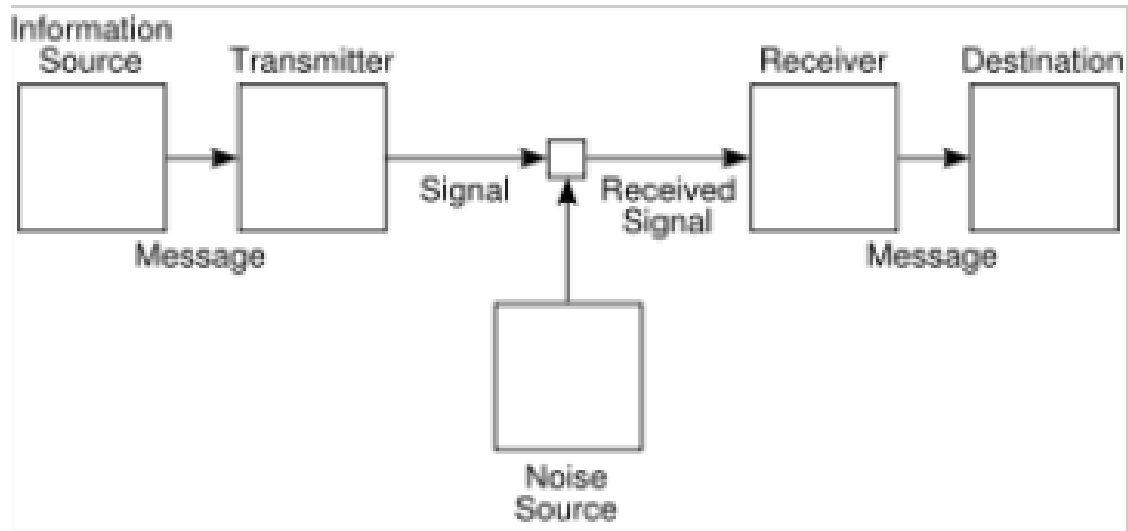 Information
Source
Transmitter
Receiver
Destination
Signal
Received
Signal
Message
Message
Noise
Source